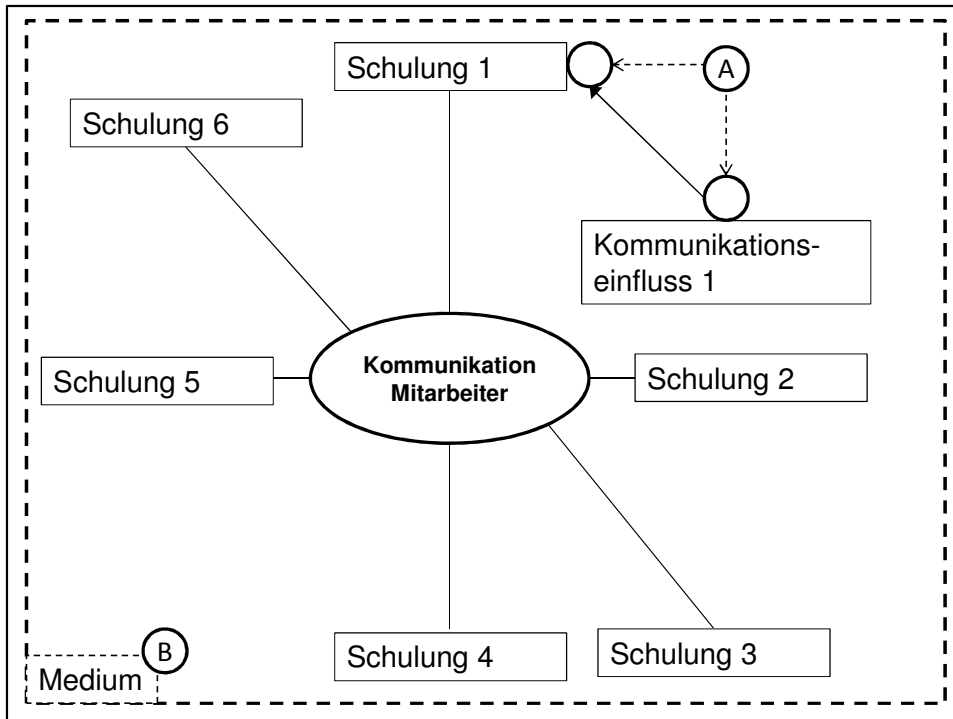 Schulung 1
A
Schulung 6
Kommunikations-
einfluss 1
Kommunikation
Mitarbeiter
Schulung 5
Schulung 2
B
Medium
Schulung 4
Schulung 3